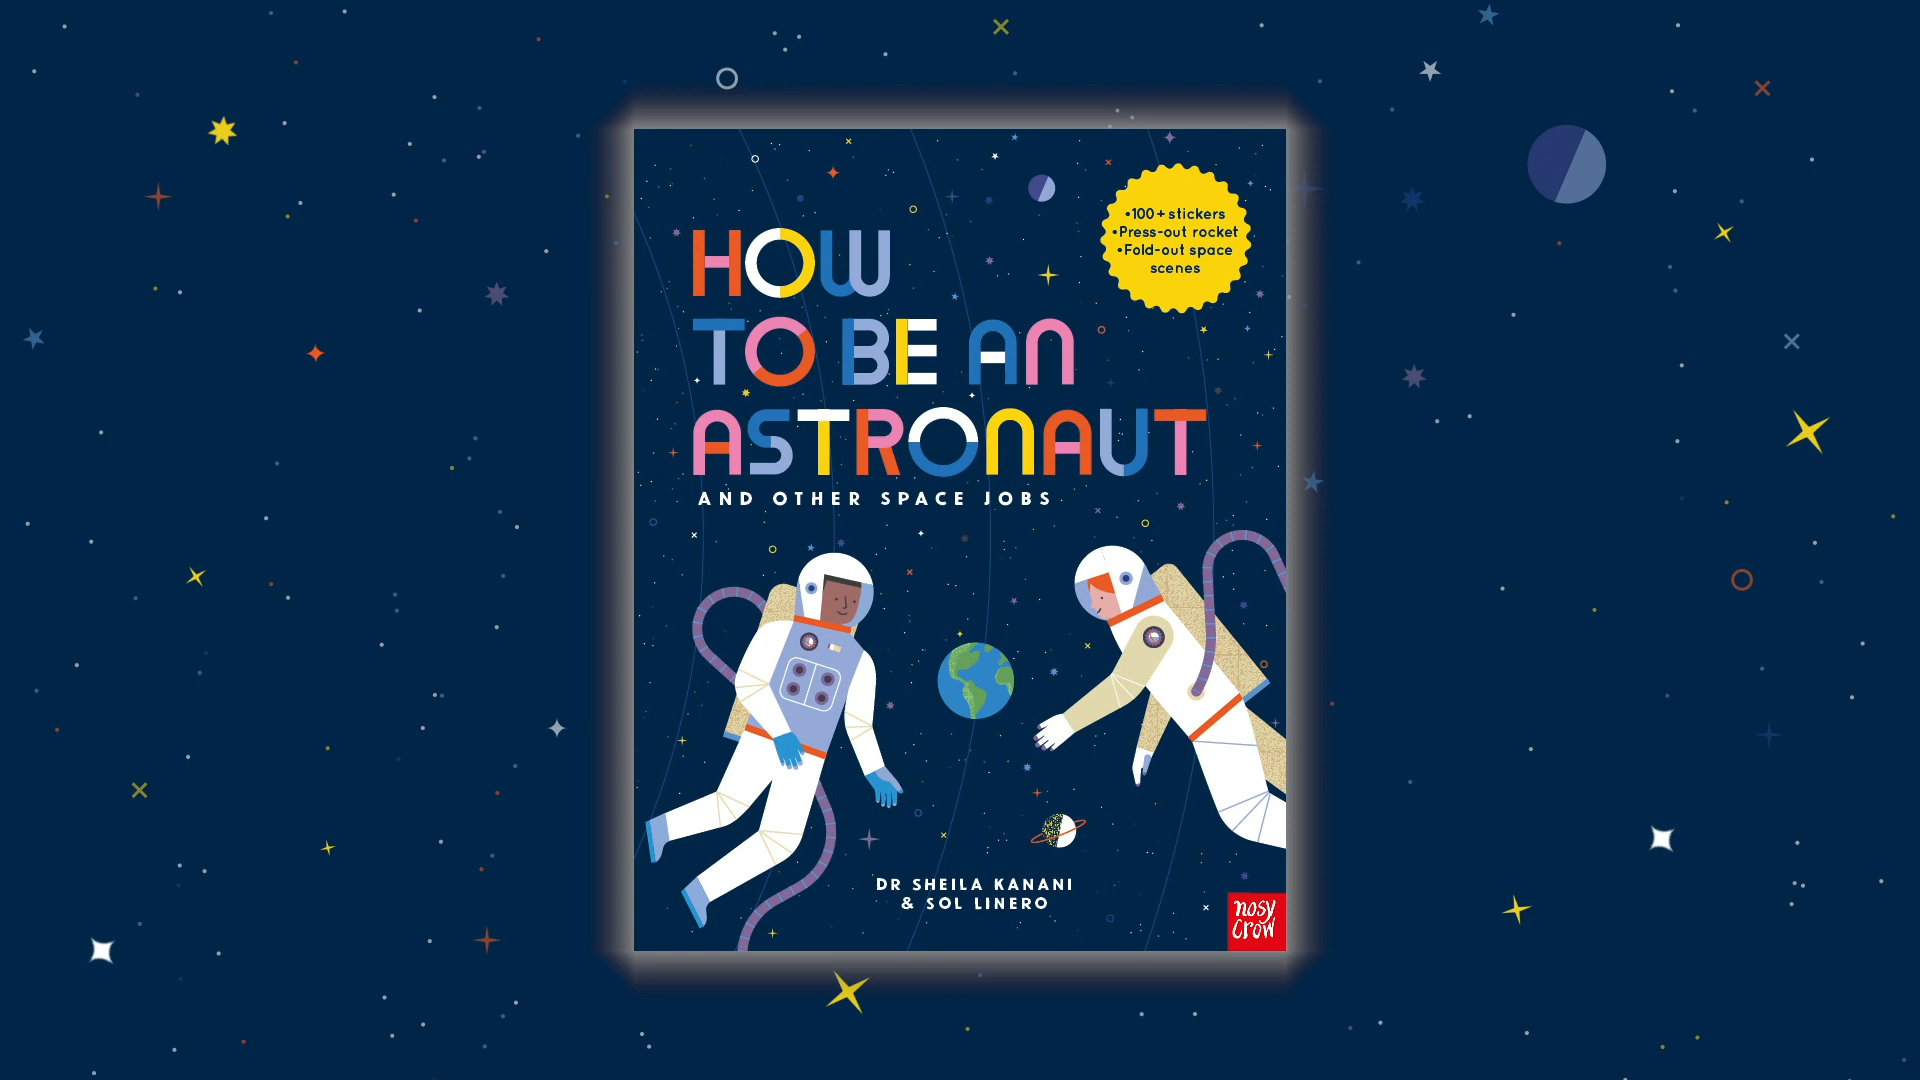 •100+ stickers
•Press-out rocket
•Fold-out space
scenes
HOW
TO BE AN
ASTRONAUT
AND OTHER SPACE JOBS
DR SHEILA KANANI
& SOL LINERO
nosy
crow